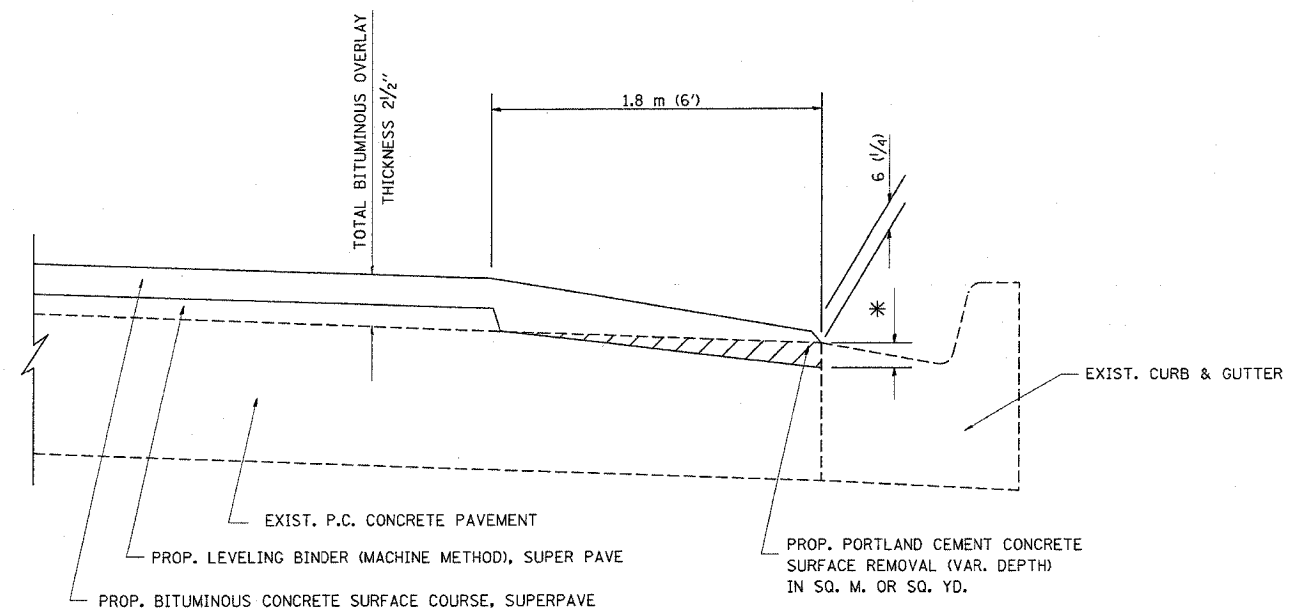 TOTAL BITUMINOUS OVERLAY
THICKNESS 2 1/2"
1.8 m (6')
6 (1/4)
*
EXIST. CURB & GUTTER
EXIST. P.C. CONCRETE PAVEMENT
PROP. LEVELING BINDER (MACHINE METHOD), SUPER PAVE
PROP. BITUMINOUS CONCRETE SURFACE COURSE, SUPERPAVE
PROP. PORTLAND CEMENT CONCRETE
SURFACE REMOVAL (VAR. DEPTH)
IN SQ. M. OR SQ. YD.